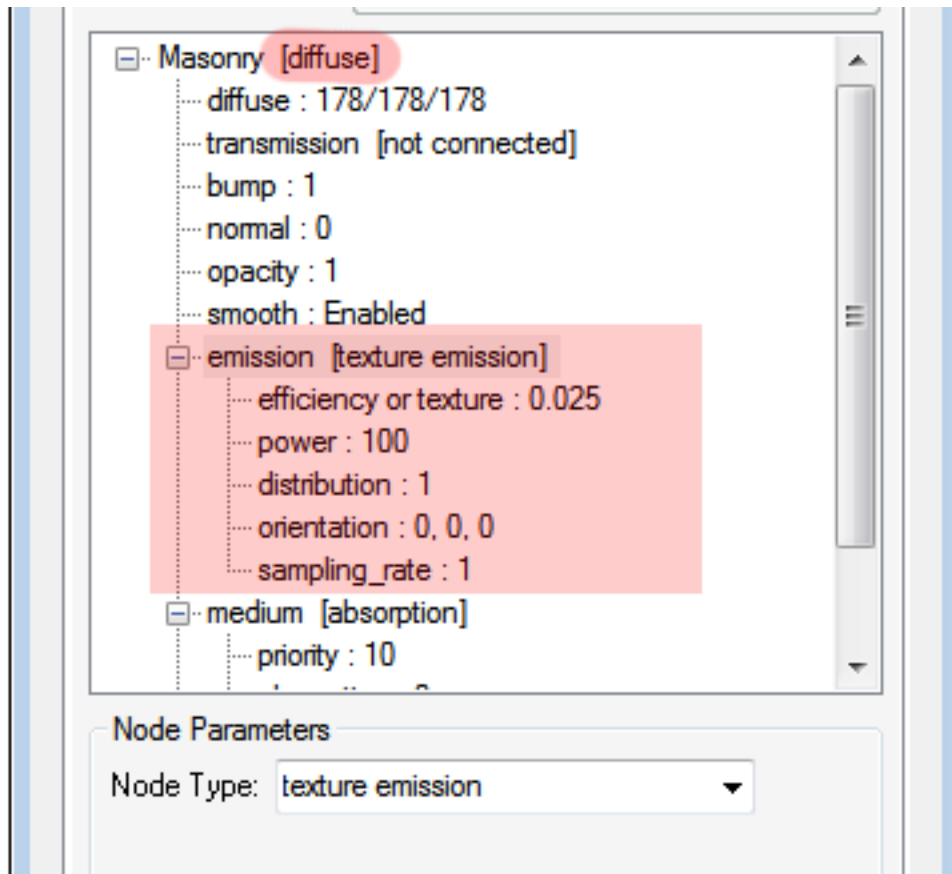 Masonry [diffuse]
diffuse : 178/178/178
transmission [not connected]
bump : 1
normal : 0
opacity : 1
smooth : Enabled
emission [texture emission]
efficiency or texture : 0.025
power : 100
distribution : 1
orientation : 0, 0, 0
sampling_rate : 1
medium [absorption]
priority : 10
Node Parameters
Node Type: texture emission